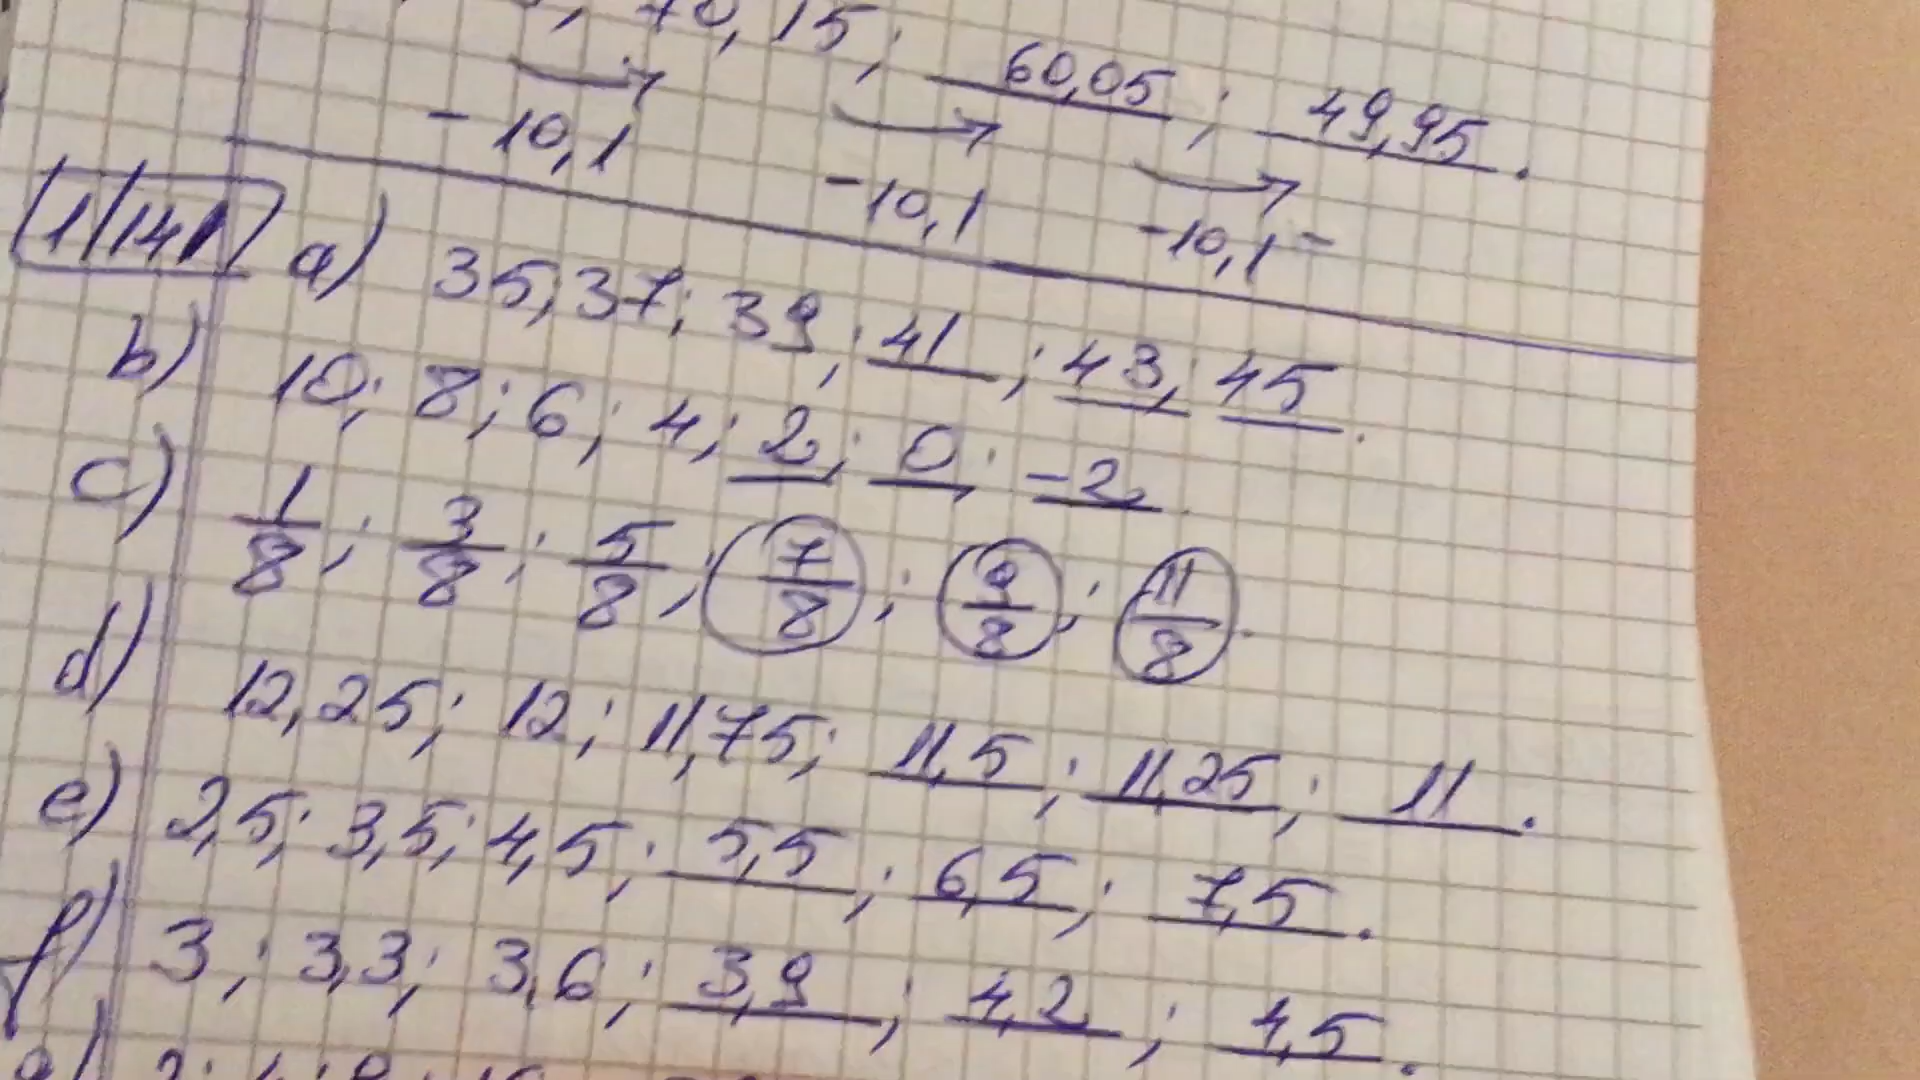 70,15; 60,05; 49,95.
-10,1 -10,1 -10,1-
1/141 a) 35,37; 39; 41; 43; 45.
b) 10; 8; 6; 4; 2; 0; -2.
c) 1/8; 3/8; 5/8; 7/8; 9/8; 11/8.
d) 12,25; 12; 11,75; 11,5; 11,25; 11.
e) 2,5; 3,5; 4,5; 5,5; 6,5; 7,5.
f) 3; 3,3; 3,6; 3,9; 4,2; 4,5.